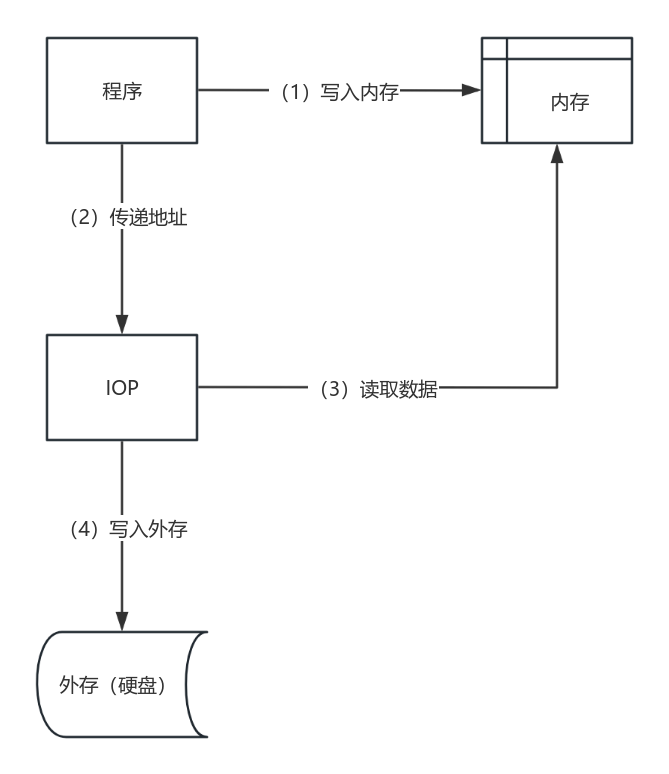 程序
（1）写入内存
内存
（2）传递地址
IOP
（3）读取数据
（4）写入外存
外存（硬盘）